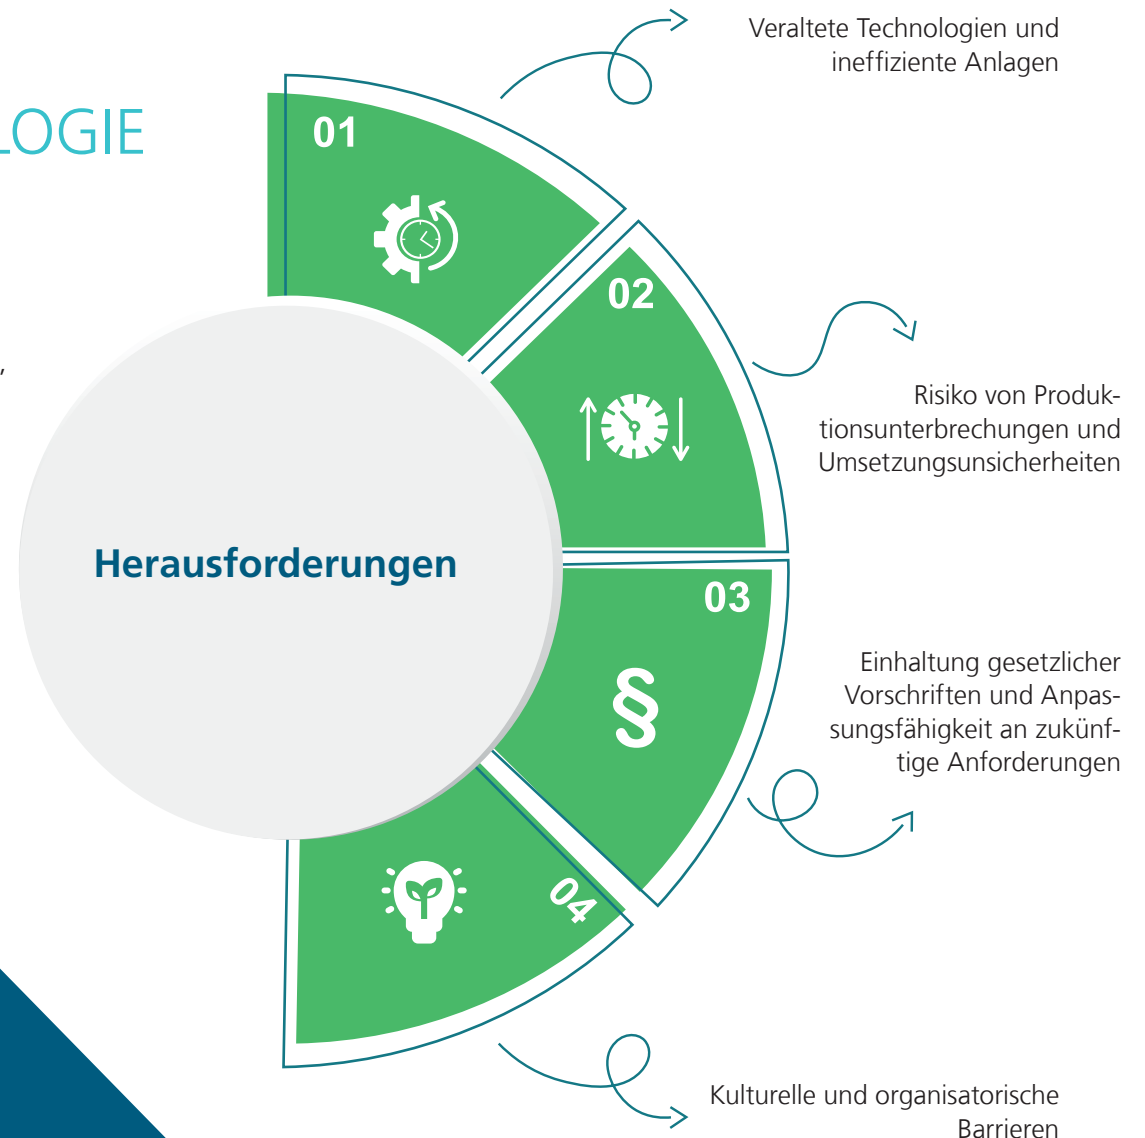 LOGIE
,
Herausforderungen
01
Veraltete Technologien und
ineffiziente Anlagen
02
Risiko von Produk-
tionsunterbrechungen und
Umsetzungsunsicherheiten
03
§
Einhaltung gesetzlicher
Vorschriften und Anpas-
sungsfähigkeit an zukünf-
tige Anforderungen
04
Kulturelle und organisatorische
Barrieren